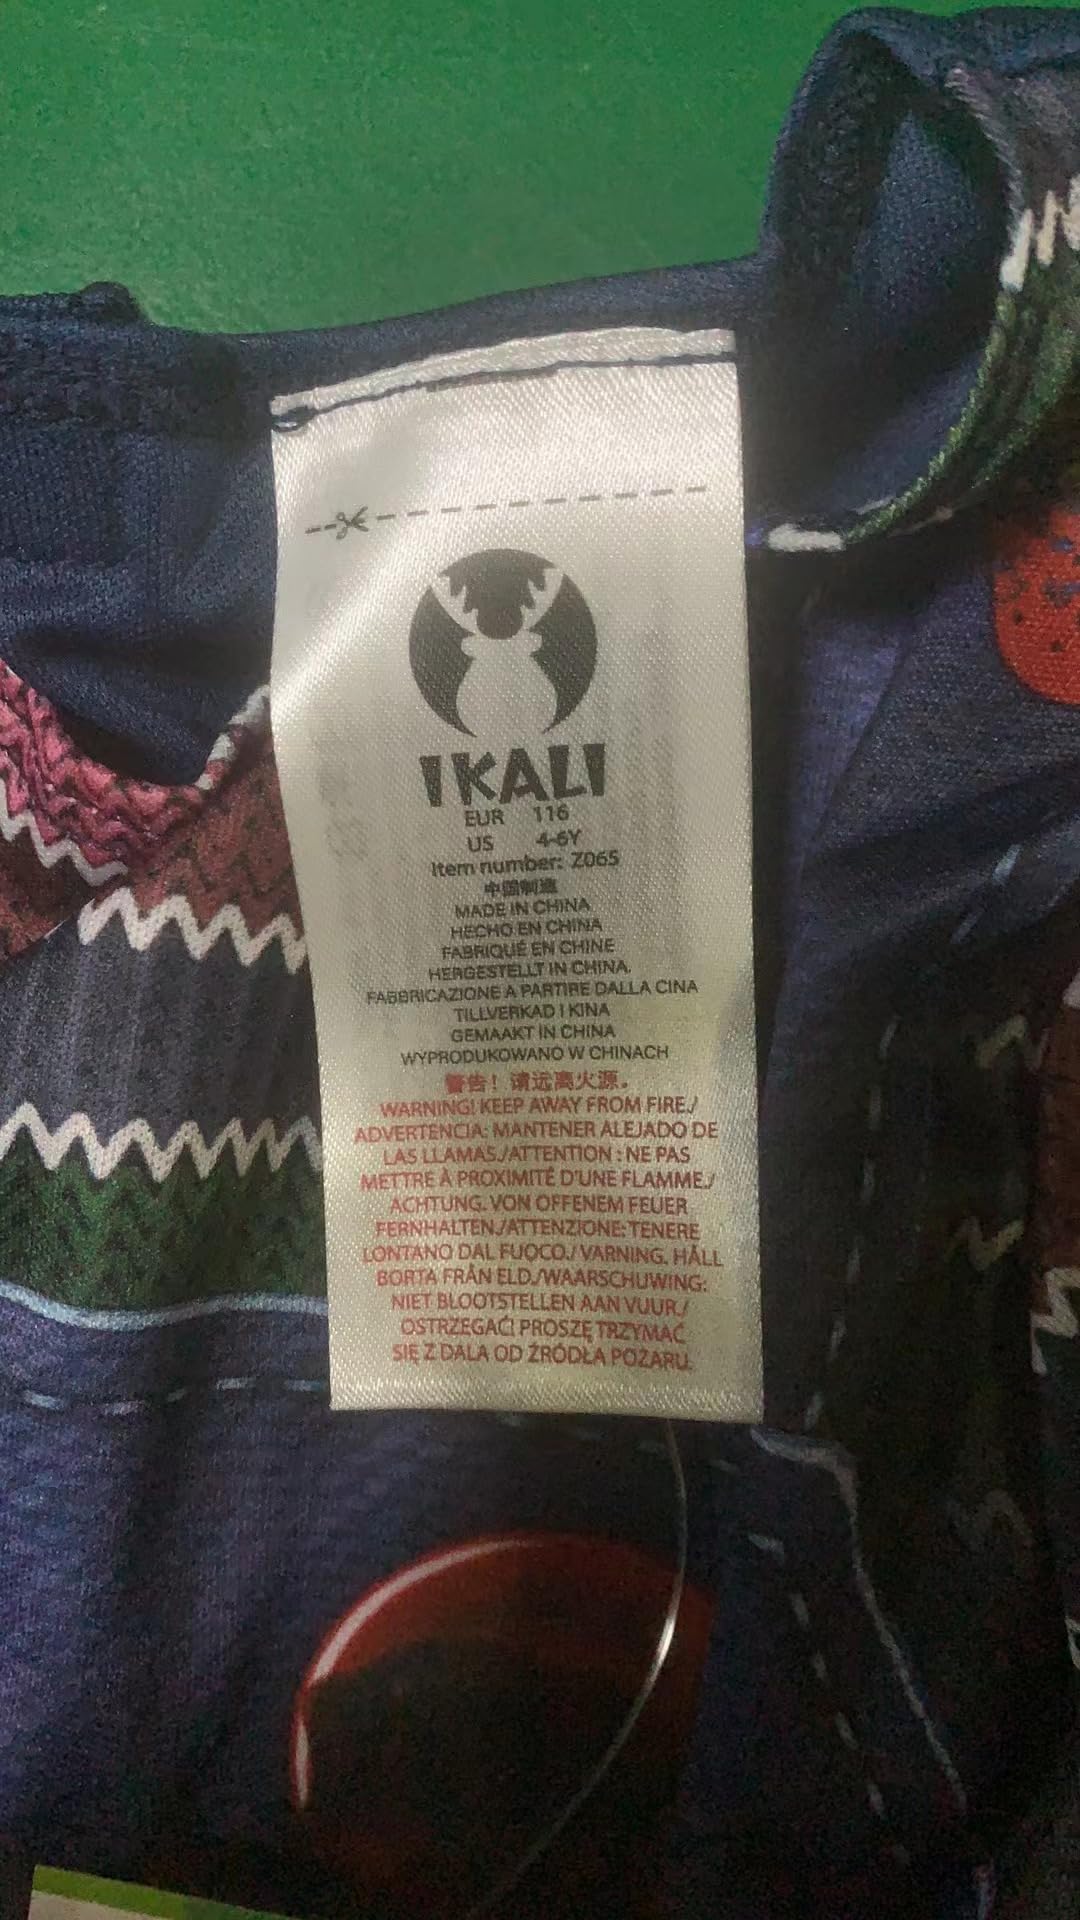 IKALI
EUR 116
US 4-6Y
Item number: Z065
中国制造
MADE IN CHINA
HECHO EN CHINA
FABRIQUÉ EN CHINE
HERGESTELLT IN CHINA.
FABBRICAZIONE A PARTIRE DALLA CINA
TILLVERKAD I KINA
GEMAAKT IN CHINA
WYPRODUKOWANO W CHINACH
警告！请远离火源。
WARNING! KEEP AWAY FROM FIRE./
ADVERTENCIA: MANTENER ALEJADO DE
LAS LLAMAS./ATTENTION : NE PAS
METTRE À PROXIMITÉ D'UNE FLAMME./
ACHTUNG. VON OFFENEM FEUER
FERNHALTEN./ATTENZIONE: TENERE
LONTANO DAL FUOCO./ VARNING. HÅLL
BORTA FRÅN ELD./WAARSCHUWING:
NIET BLOOTSTELLEN AAN VUUR./
OSTRZEGAĆ! PROSZĘ TRZYMAĆ
SIĘ Z DALA OD ŹRÓDŁA POŻARU.